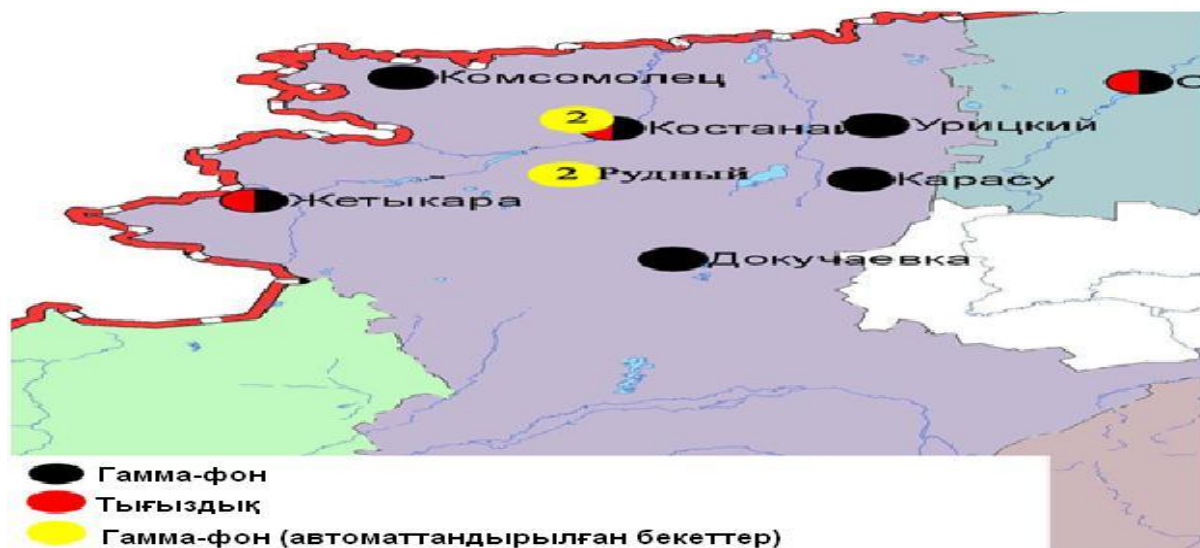 Комсомолец
2
Костанай
Урицкий
2 Рудный
Карасу
Жетыкара
Докучаевка
Гамма-фон
Тығыздық
Гамма-фон (автоматтандырылған бекеттер)